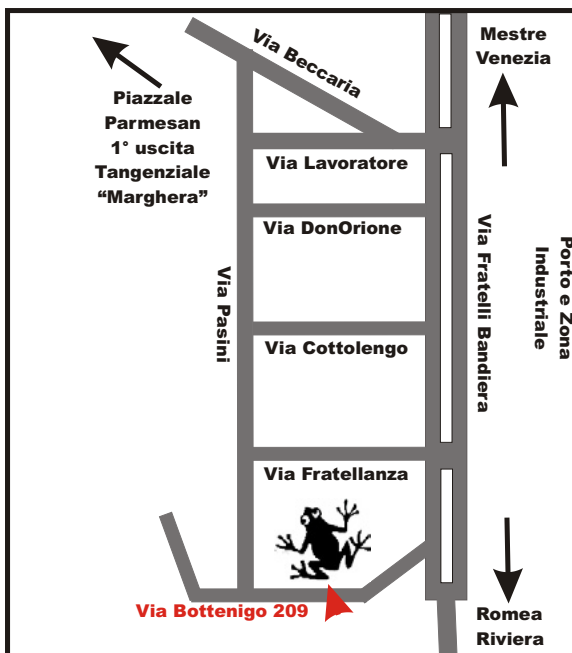 Mestre
Venezia
Via Beccaria
Piazzale
Parmesan
1° uscita
Tangenziale
“Marghera”
Via Lavoratore
Via DonOrione
Via Pasini
Via Fratelli Bandiera
Porto e Zona
Industriale
Via Cottolengo
Via Fratellanza
Via Bottenigo 209
Romea
Riviera